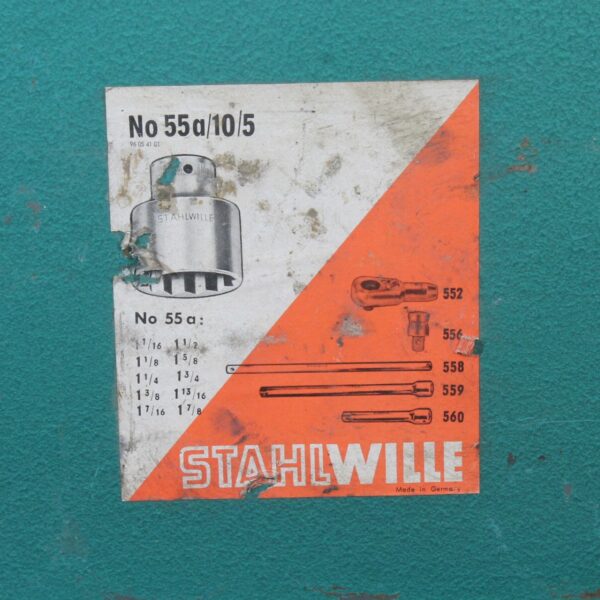 No 55a/10/5
96 05 41 01
STAHLWILLE
No 55a:
1 1/16 1 1/2
1 1/8 1 5/8
1 1/4 1 3/4
1 3/8 1 13/16
1 7/16 1 7/8
552
556
558
559
560
STAHLWILLE
Made in Germany